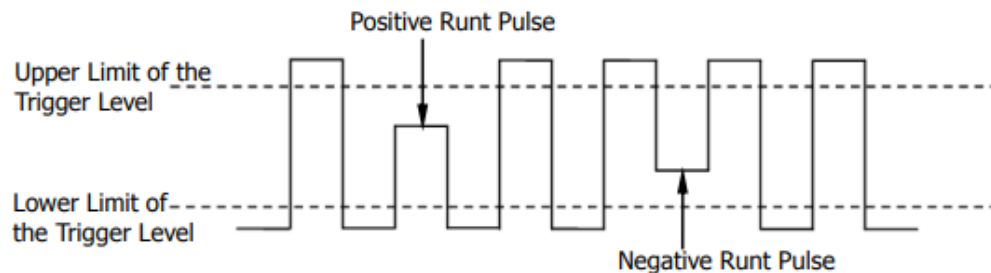 Positive Runt Pulse
Upper Limit of the
Trigger Level
Lower Limit of
the Trigger Level
Negative Runt Pulse